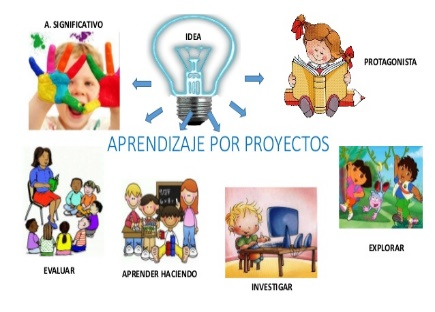 A. SIGNIFICATIVO
IDEA
PROTAGONISTA
APRENDIZAJE POR PROYECTOS
EVALUAR
APRENDER HACIENDO
INVESTIGAR
EXPLORAR